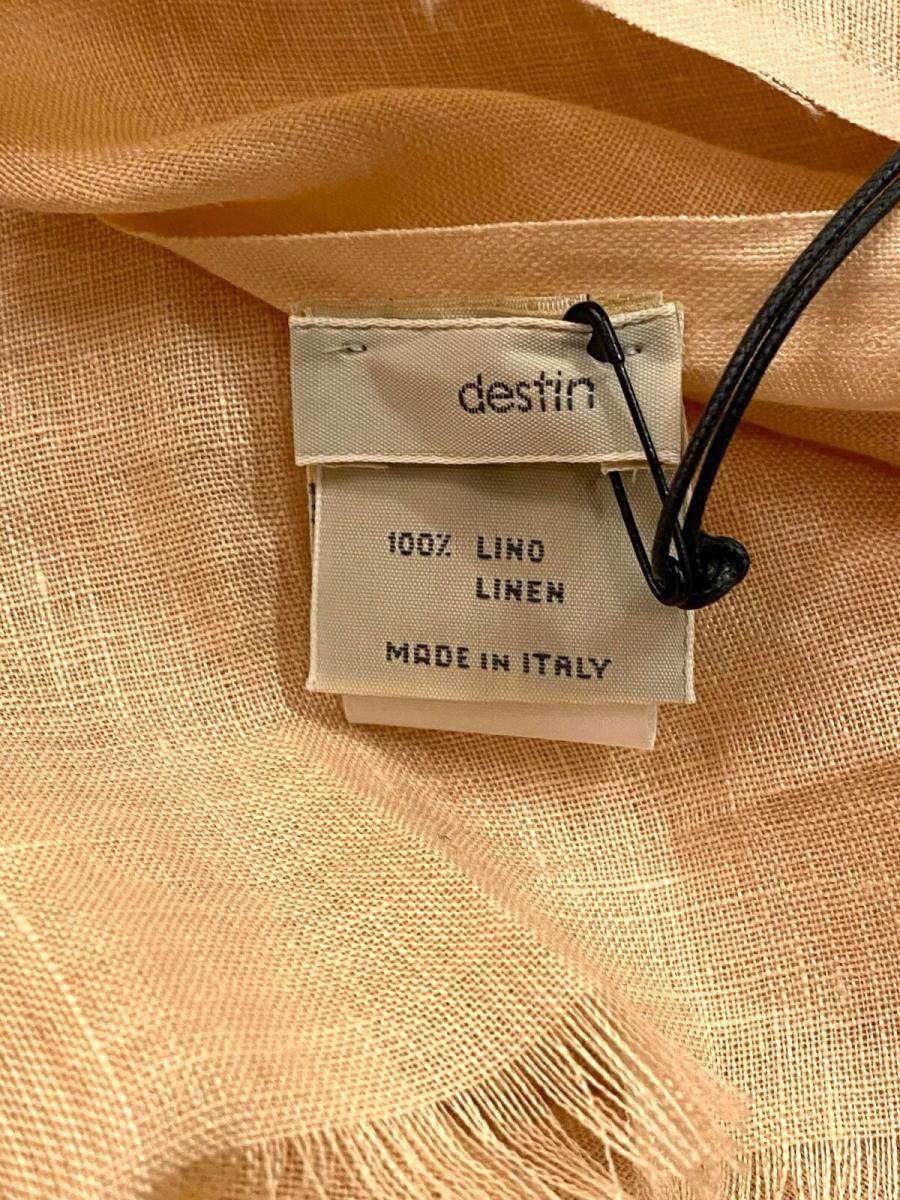 destin
100% LINO
LINEN
MADE IN ITALY